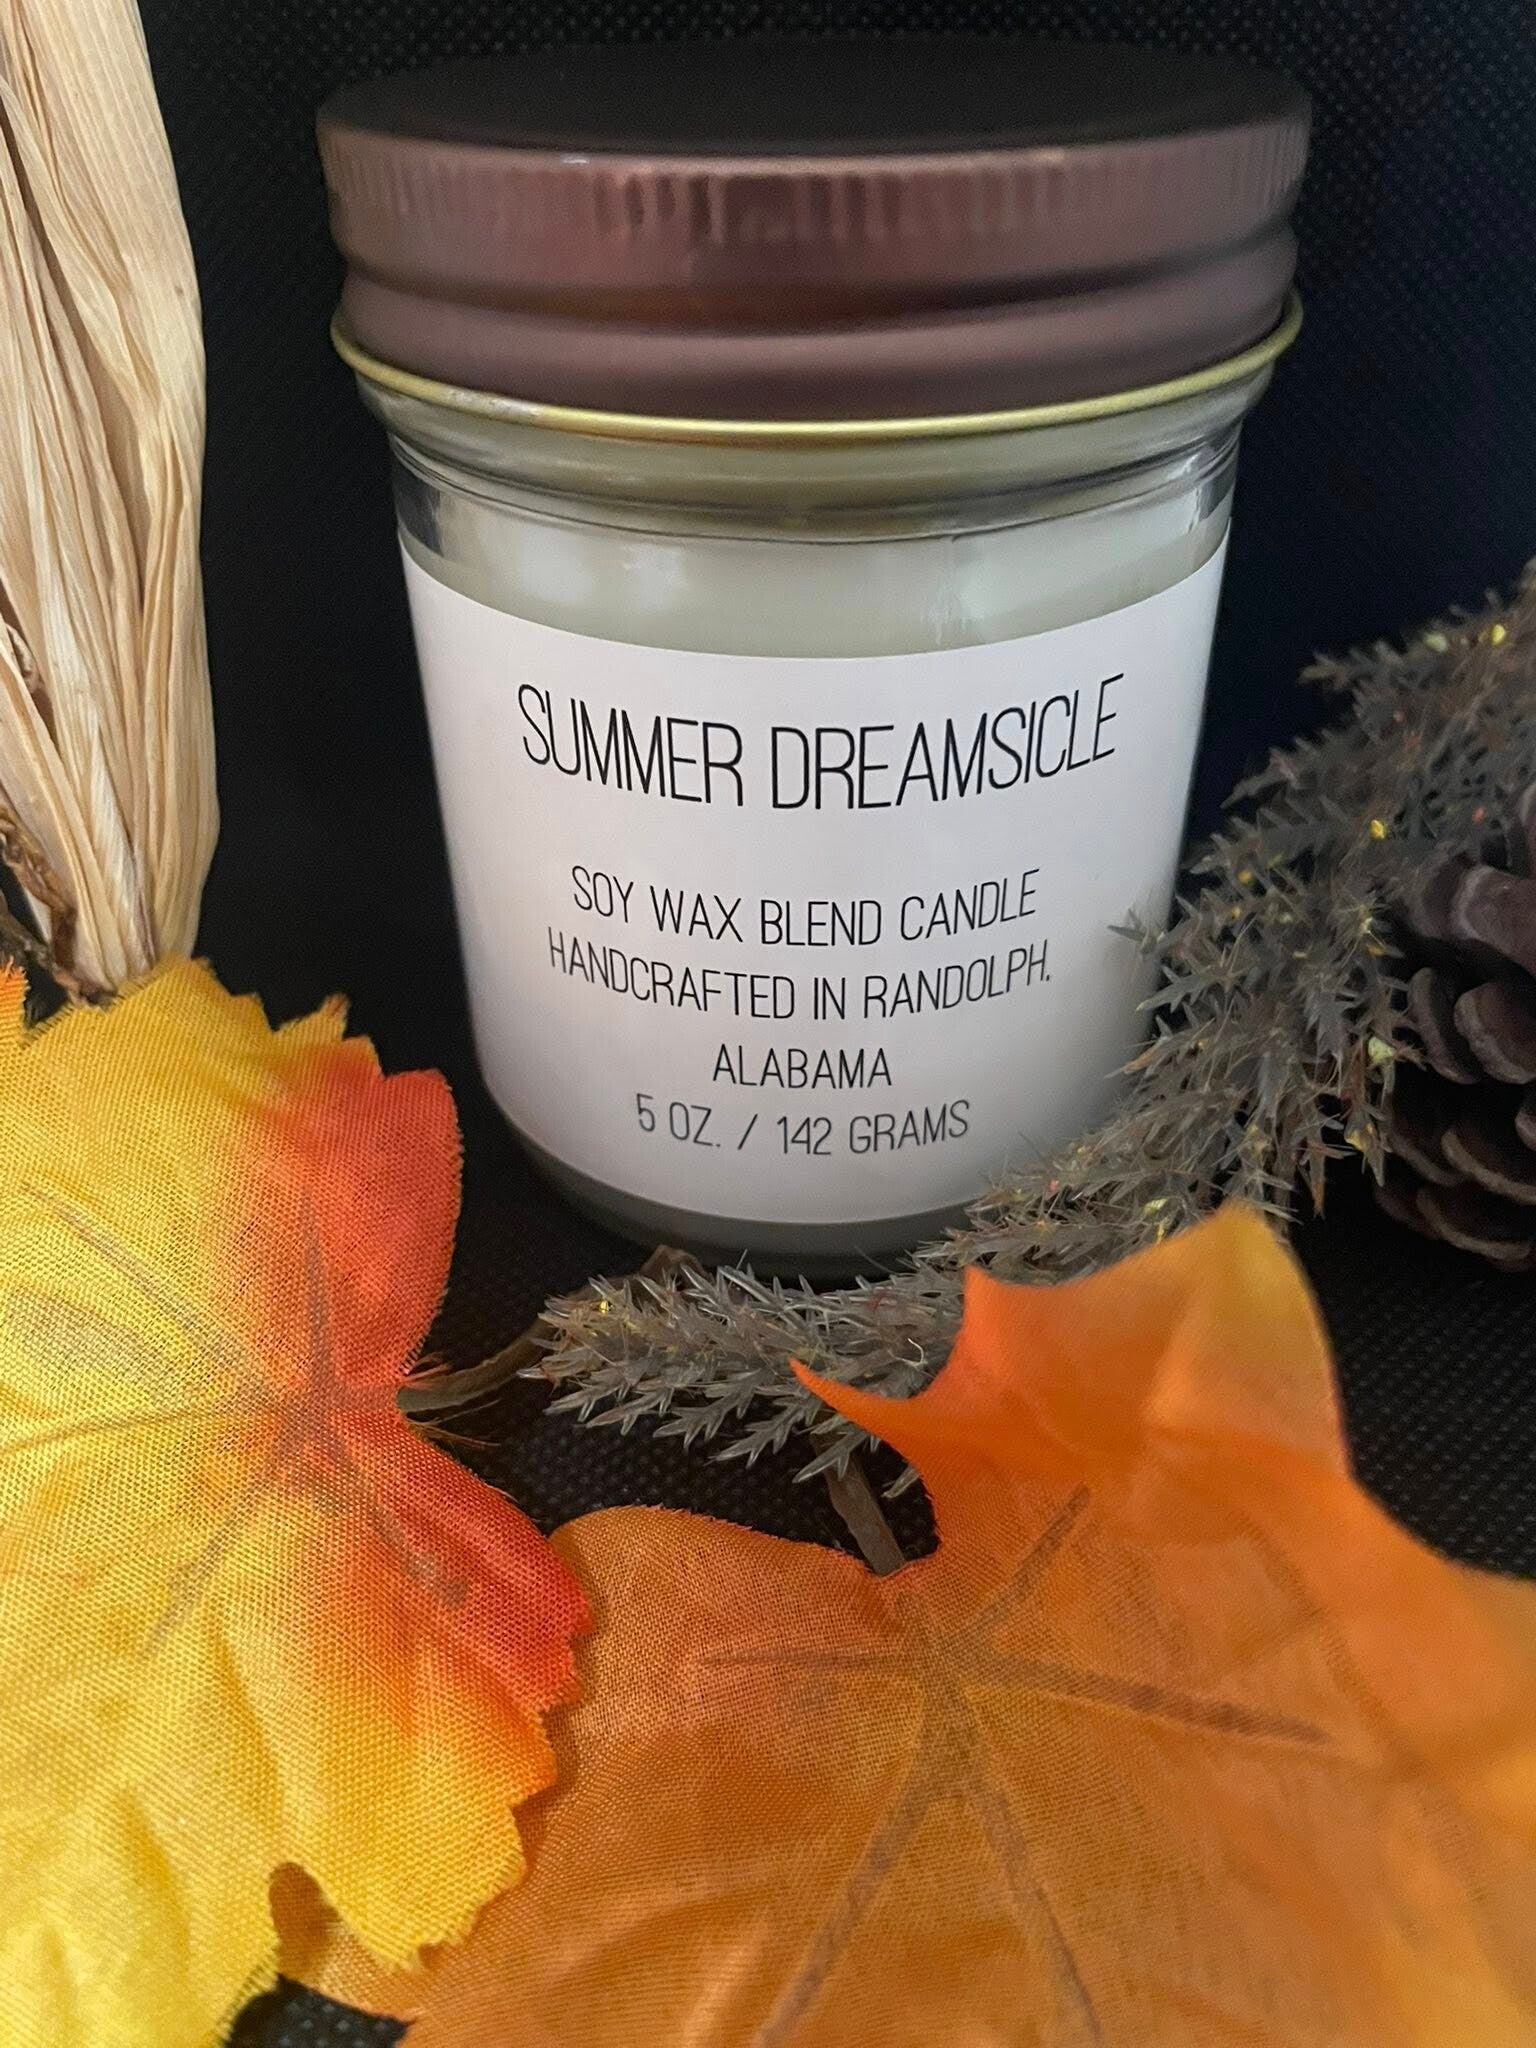 SUMMER DREAMSICLE
SOY WAX BLEND CANDLE
HANDCRAFTED IN RANDOLPH,
ALABAMA
5 OZ. / 142 GRAMS